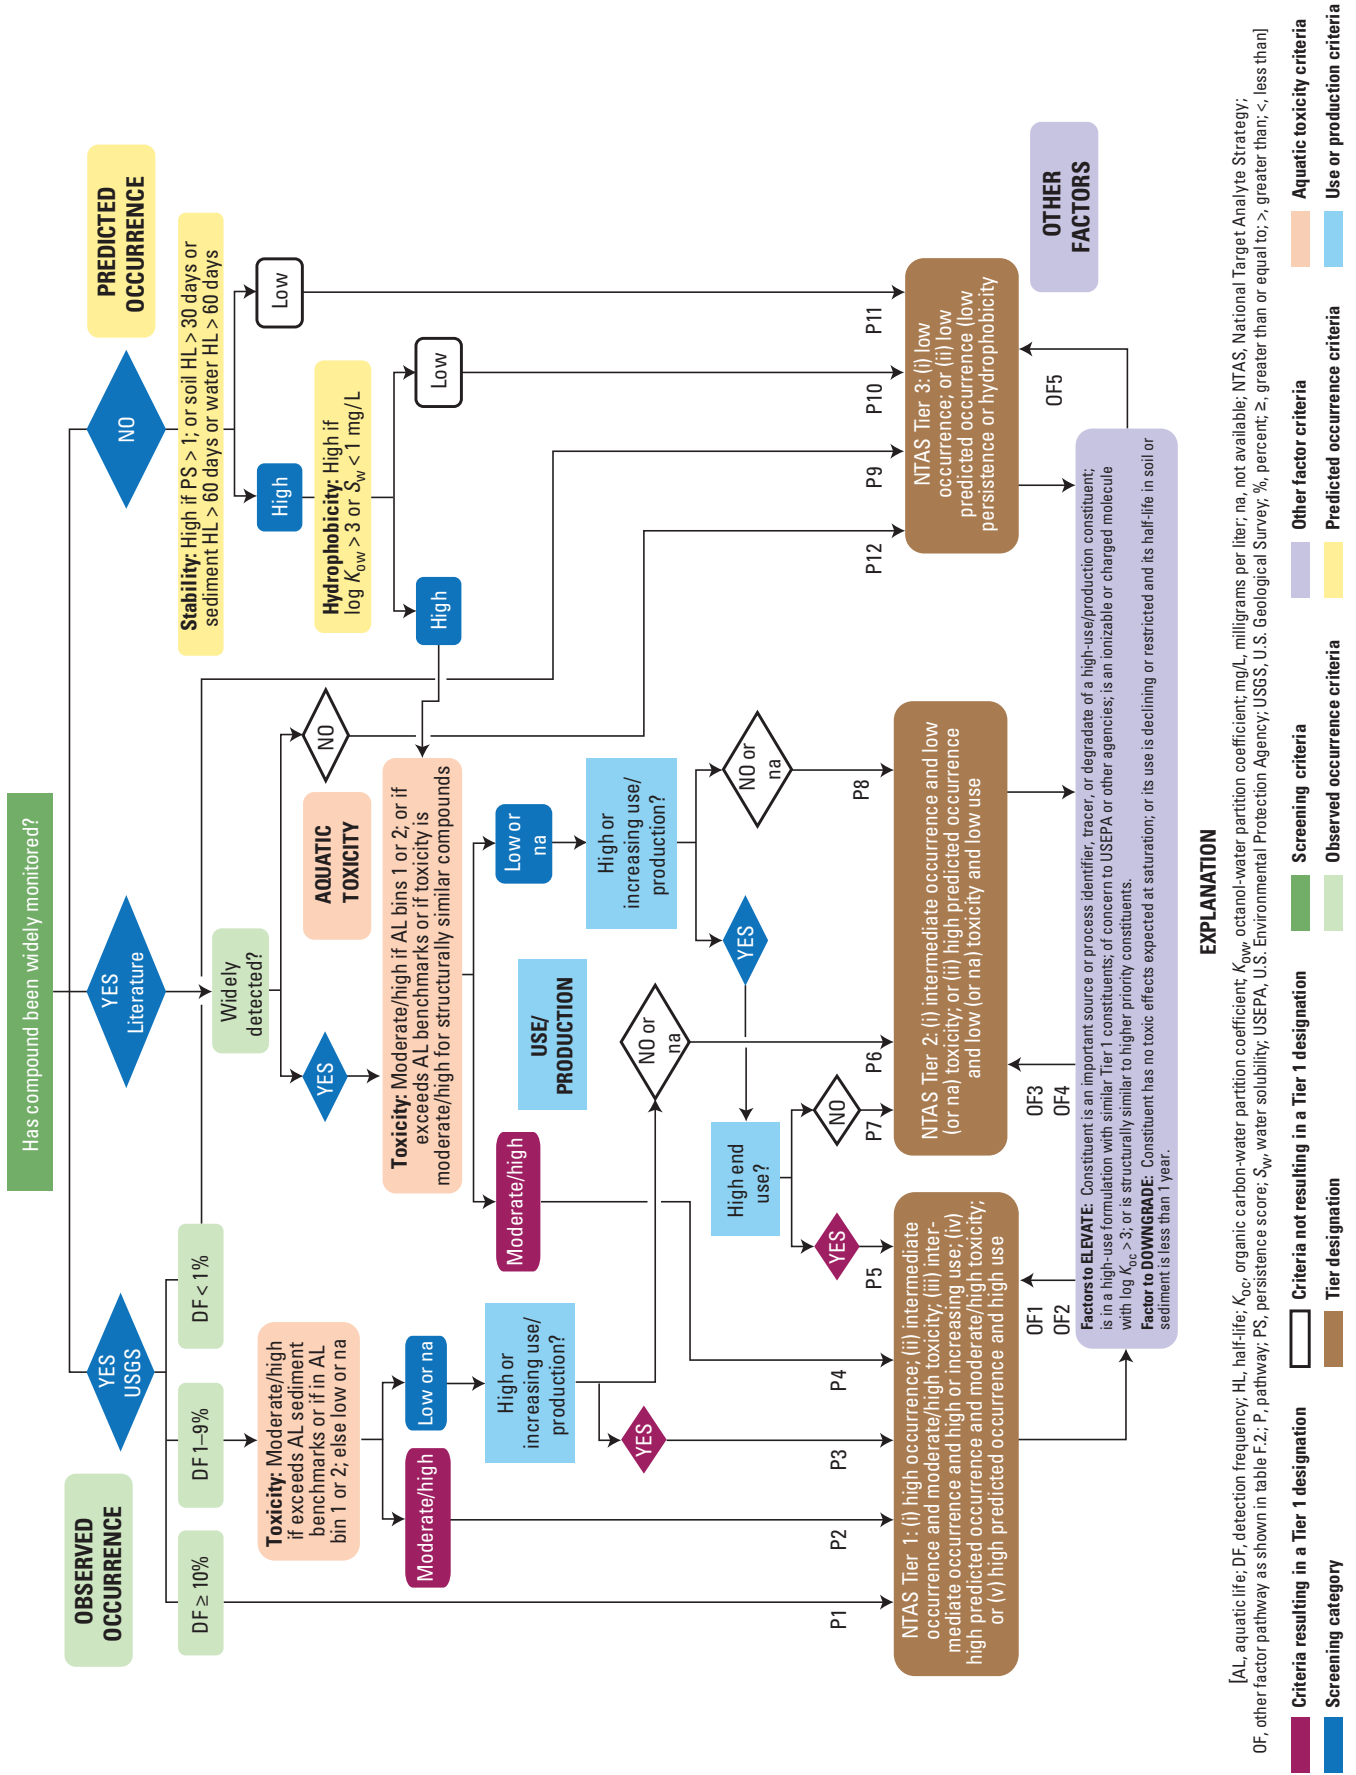 Has compound been widely monitored?
OBSERVED
OCCURRENCE
YES
USGS
YES
Literature
NO
PREDICTED
OCCURRENCE
DF ≥ 10%
DF 1–9%
DF < 1%
Widely
detected?
Stability: High if PS > 1; or soil HL > 30 days or
sediment HL > 60 days or water HL > 60 days
High
Low
Toxicity: Moderate/high
if exceeds AL sediment
benchmarks or if in AL
bin 1 or 2; else low or na
YES
NO
AQUATIC
TOXICITY
Hydrophobicity: High if
log Kow > 3 or Sw < 1 mg/L
High
Low
Moderate/high
Low or na
Toxicity: Moderate/high if AL bins 1 or 2; or if
exceeds AL benchmarks or if toxicity is
moderate/high for structurally similar compounds
High or
increasing use/
production?
Moderate/high
Low or
na
USE/
PRODUCTION
High or
increasing use/
production?
YES
NO or
na
YES
NO or
na
High end
use?
YES
NO
P1
P2
P3
P4
P5
P7
P6
P8
P12
P9
P10
P11
NTAS Tier 1: (i) high occurrence; (ii) intermediate
occurrence and moderate/high toxicity; (iii) inter-
mediate occurrence and high or increasing use; (iv)
high predicted occurrence and moderate/high toxicity;
or (v) high predicted occurrence and high use
NTAS Tier 2: (i) intermediate occurrence and low
(or na) toxicity; or (ii) high predicted occurrence
and low (or na) toxicity and low use
NTAS Tier 3: (i) low
occurrence; or (ii) low
predicted occurrence (low
persistence or hydrophobicity
OF1
OF2
OF3
OF4
OF5
OTHER
FACTORS
Factors to ELEVATE: Constituent is an important source or process identifier, tracer, or degradate of a high-use/production constituent;
is in a high-use formulation with similar Tier 1 constituents; of concern to USEPA or other agencies; is an ionizable or charged molecule
with log Koc > 3; or is structurally similar to higher priority constituents.
Factor to DOWNGRADE: Constituent has no toxic effects expected at saturation; or its use is declining or restricted and its half-life in soil or
sediment is less than 1 year.
EXPLANATION
[AL, aquatic life; DF, detection frequency; HL, half-life; Koc, organic carbon-water partition coefficient; Kow, octanol-water partition coefficient; mg/L, milligrams per liter; na, not available; NTAS, National Target Analyte Strategy;
OF, other factor pathway as shown in table F.2.; P, pathway; PS, persistence score; Sw, water solubility; USEPA, U.S. Environmental Protection Agency; USGS, U.S. Geological Survey; %, percent; ≥, greater than or equal to; >, greater than; <, less than]
Criteria resulting in a Tier 1 designation
Criteria not resulting in a Tier 1 designation
Screening criteria
Other factor criteria
Aquatic toxicity criteria
Screening category
Tier designation
Observed occurrence criteria
Predicted occurrence criteria
Use or production criteria